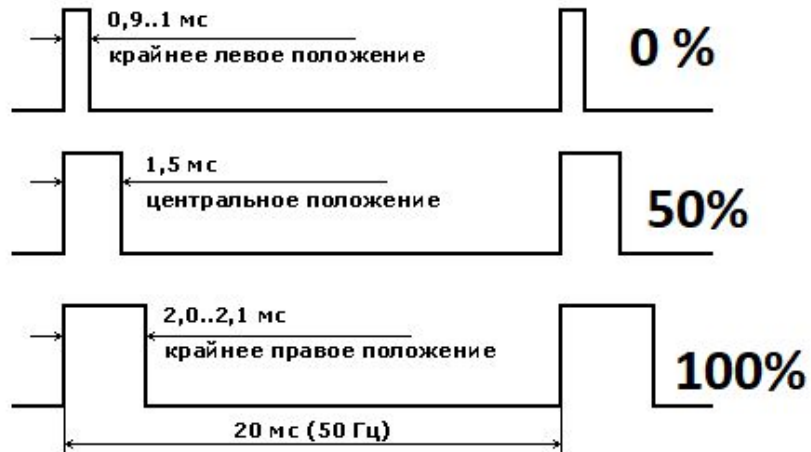 0,9..1 мс
крайнее левое положение
0 %
1,5 мс
центральное положение
50%
2,0..2,1 мс
крайнее правое положение
100%
20 мс (50 Гц)